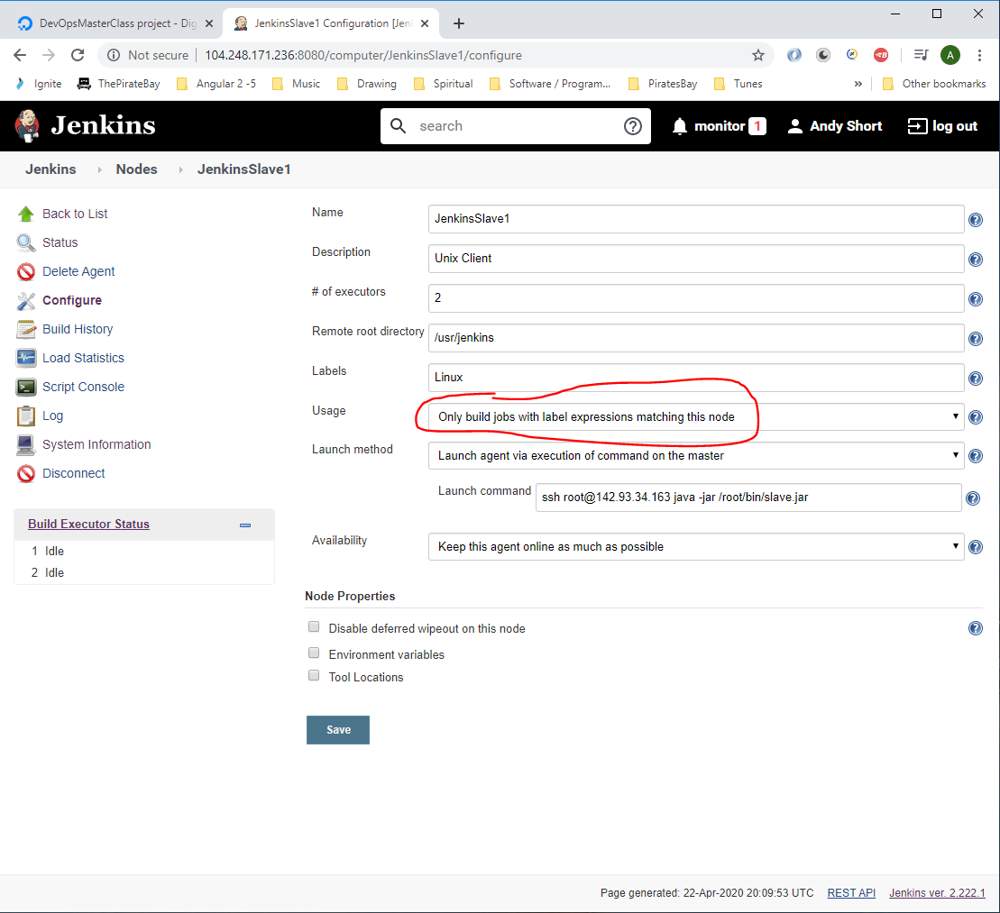 DevOpsMasterClass project - Dig
JenkinsSlave1 Configuration [Jen
Not secure
104.248.171.236:8080/computer/JenkinsSlave1/configure
A
Ignite
ThePirateBay
Angular 2 -5
Music
Drawing
Spiritual
Software / Program...
PiratesBay
Tunes
»
Other bookmarks
Jenkins
search
monitor 1
Andy Short
log out
Jenkins
Nodes
JenkinsSlave1
Back to List
Status
Delete Agent
Configure
Build History
Load Statistics
Script Console
Log
System Information
Disconnect
Build Executor Status
1 Idle
2 Idle
Name
JenkinsSlave1
Description
Unix Client
# of executors
2
Remote root directory
/usr/jenkins
Labels
Linux
Usage
Only build jobs with label expressions matching this node
Launch method
Launch agent via execution of command on the master
Launch command
ssh root@142.93.34.163 java -jar /root/bin/slave.jar
Availability
Keep this agent online as much as possible
Node Properties
Disable deferred wipeout on this node
Environment variables
Tool Locations
Save
Page generated: 22-Apr-2020 20:09:53 UTC
REST API
Jenkins ver. 2.222.1